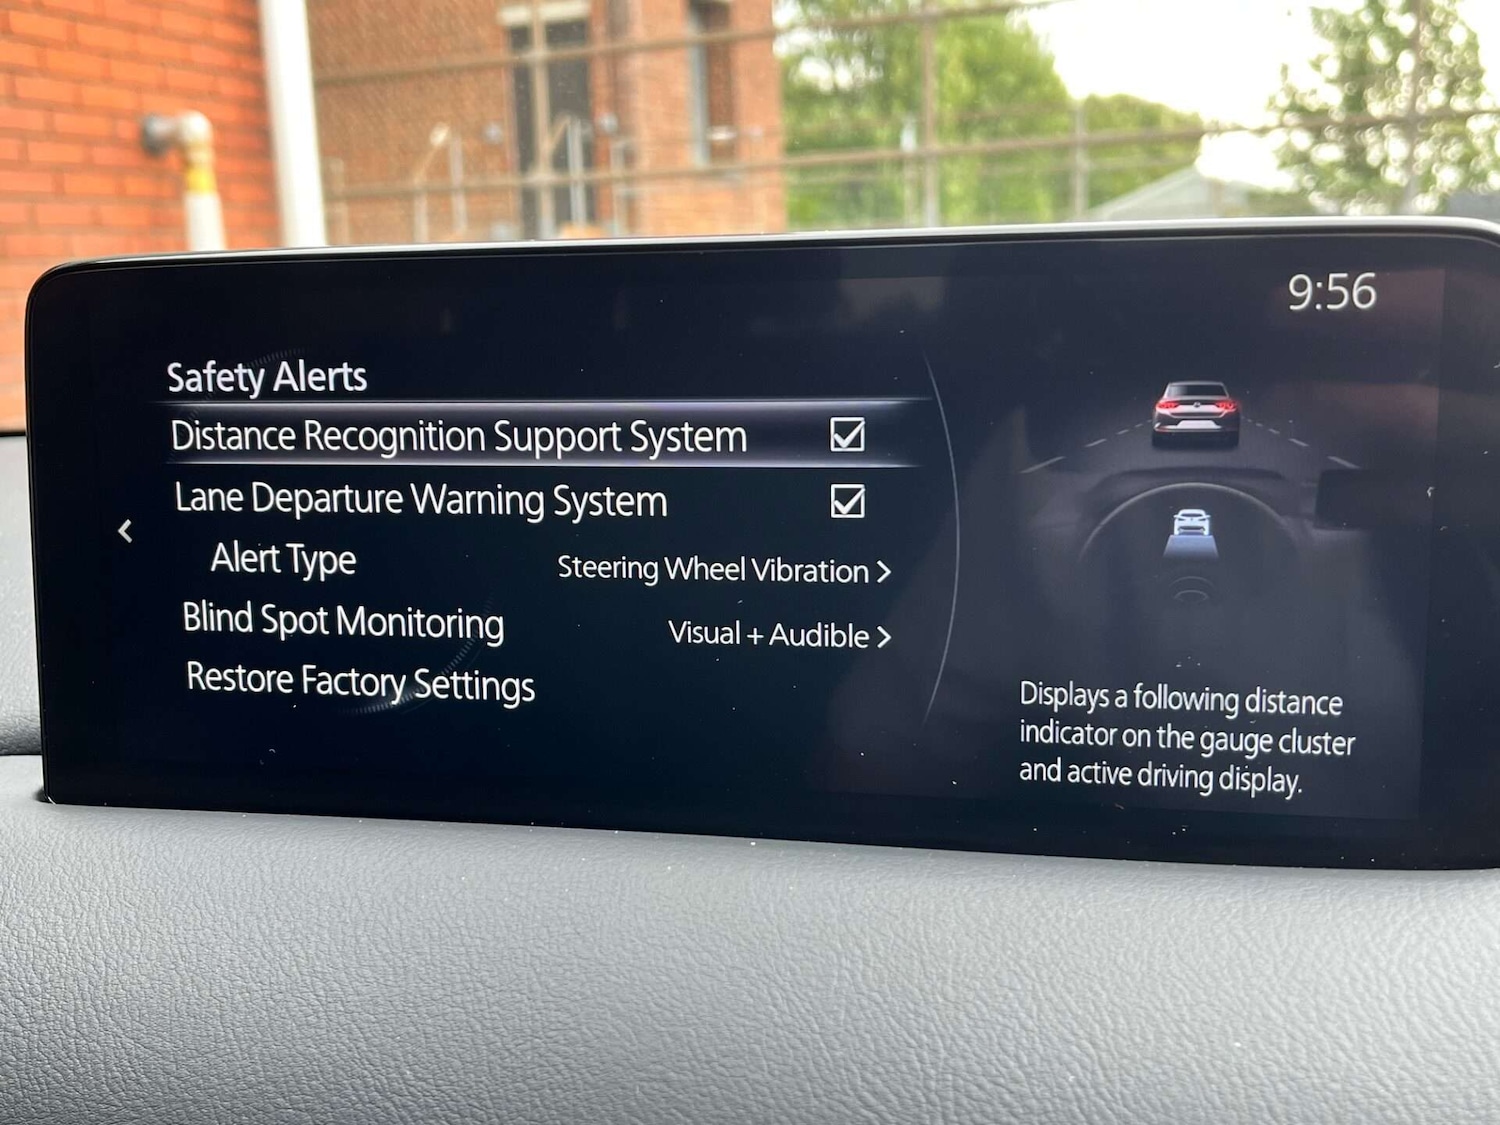 9:56
Safety Alerts
Distance Recognition Support System
Lane Departure Warning System
Alert Type Steering Wheel Vibration >
Blind Spot Monitoring Visual + Audible >
Restore Factory Settings
Displays a following distance
indicator on the gauge cluster
and active driving display.